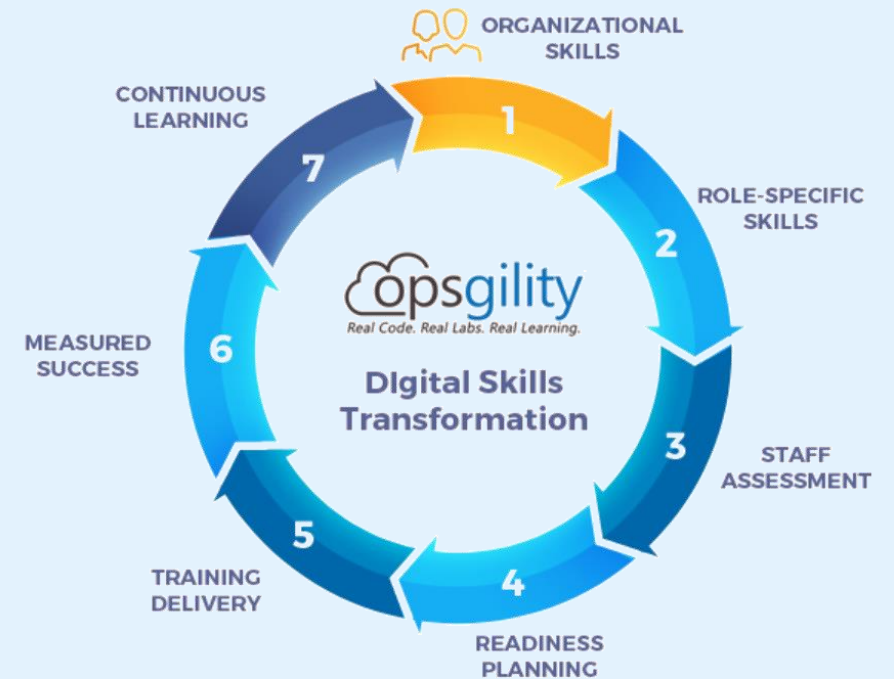 ORGANIZATIONAL
SKILLS
1
ROLE-SPECIFIC
SKILLS
2
STAFF
ASSESSMENT
3
READINESS
PLANNING
4
TRAINING
DELIVERY
5
MEASURED
SUCCESS
6
CONTINUOUS
LEARNING
7
opsgility
Real Code. Real Labs. Real Learning.
DIgital Skills
Transformation